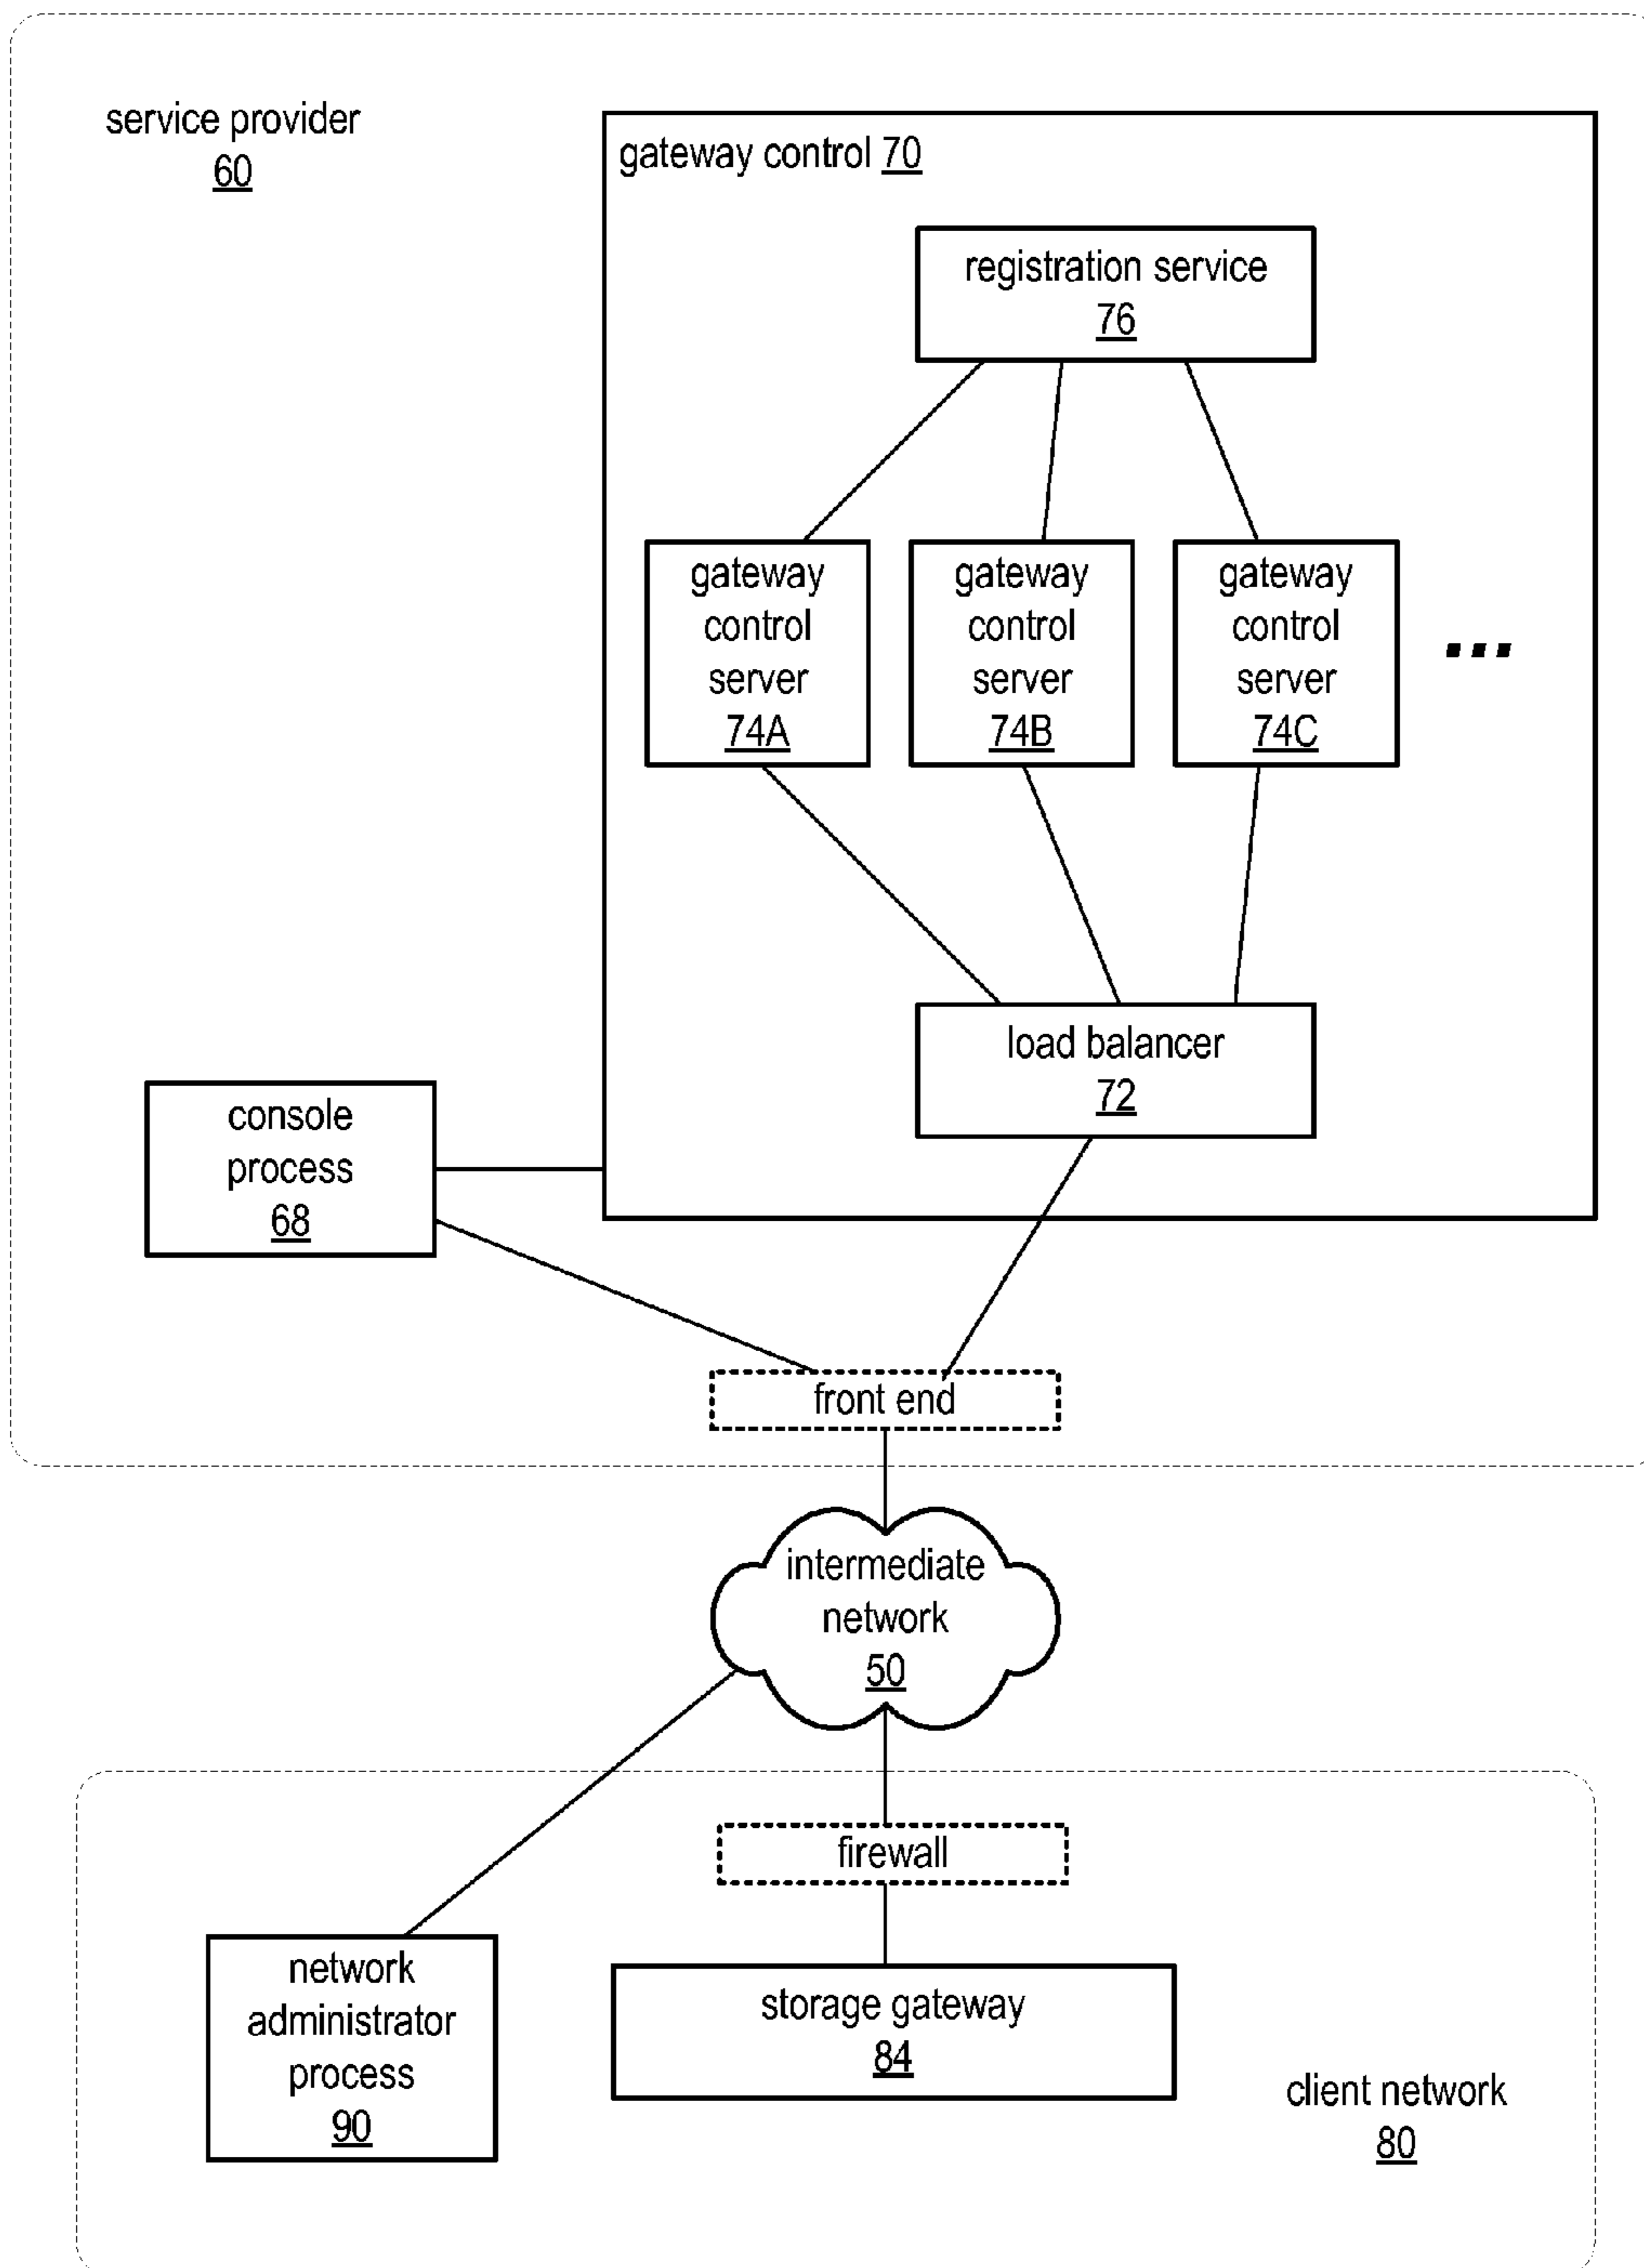 service provider
60
gateway control 70
registration service
76
gateway
control
server
74A
gateway
control
server
74B
gateway
control
server
74C
load balancer
72
console
process
68
front end
intermediate
network
50
firewall
network
administrator
process
90
storage gateway
84
client network
80